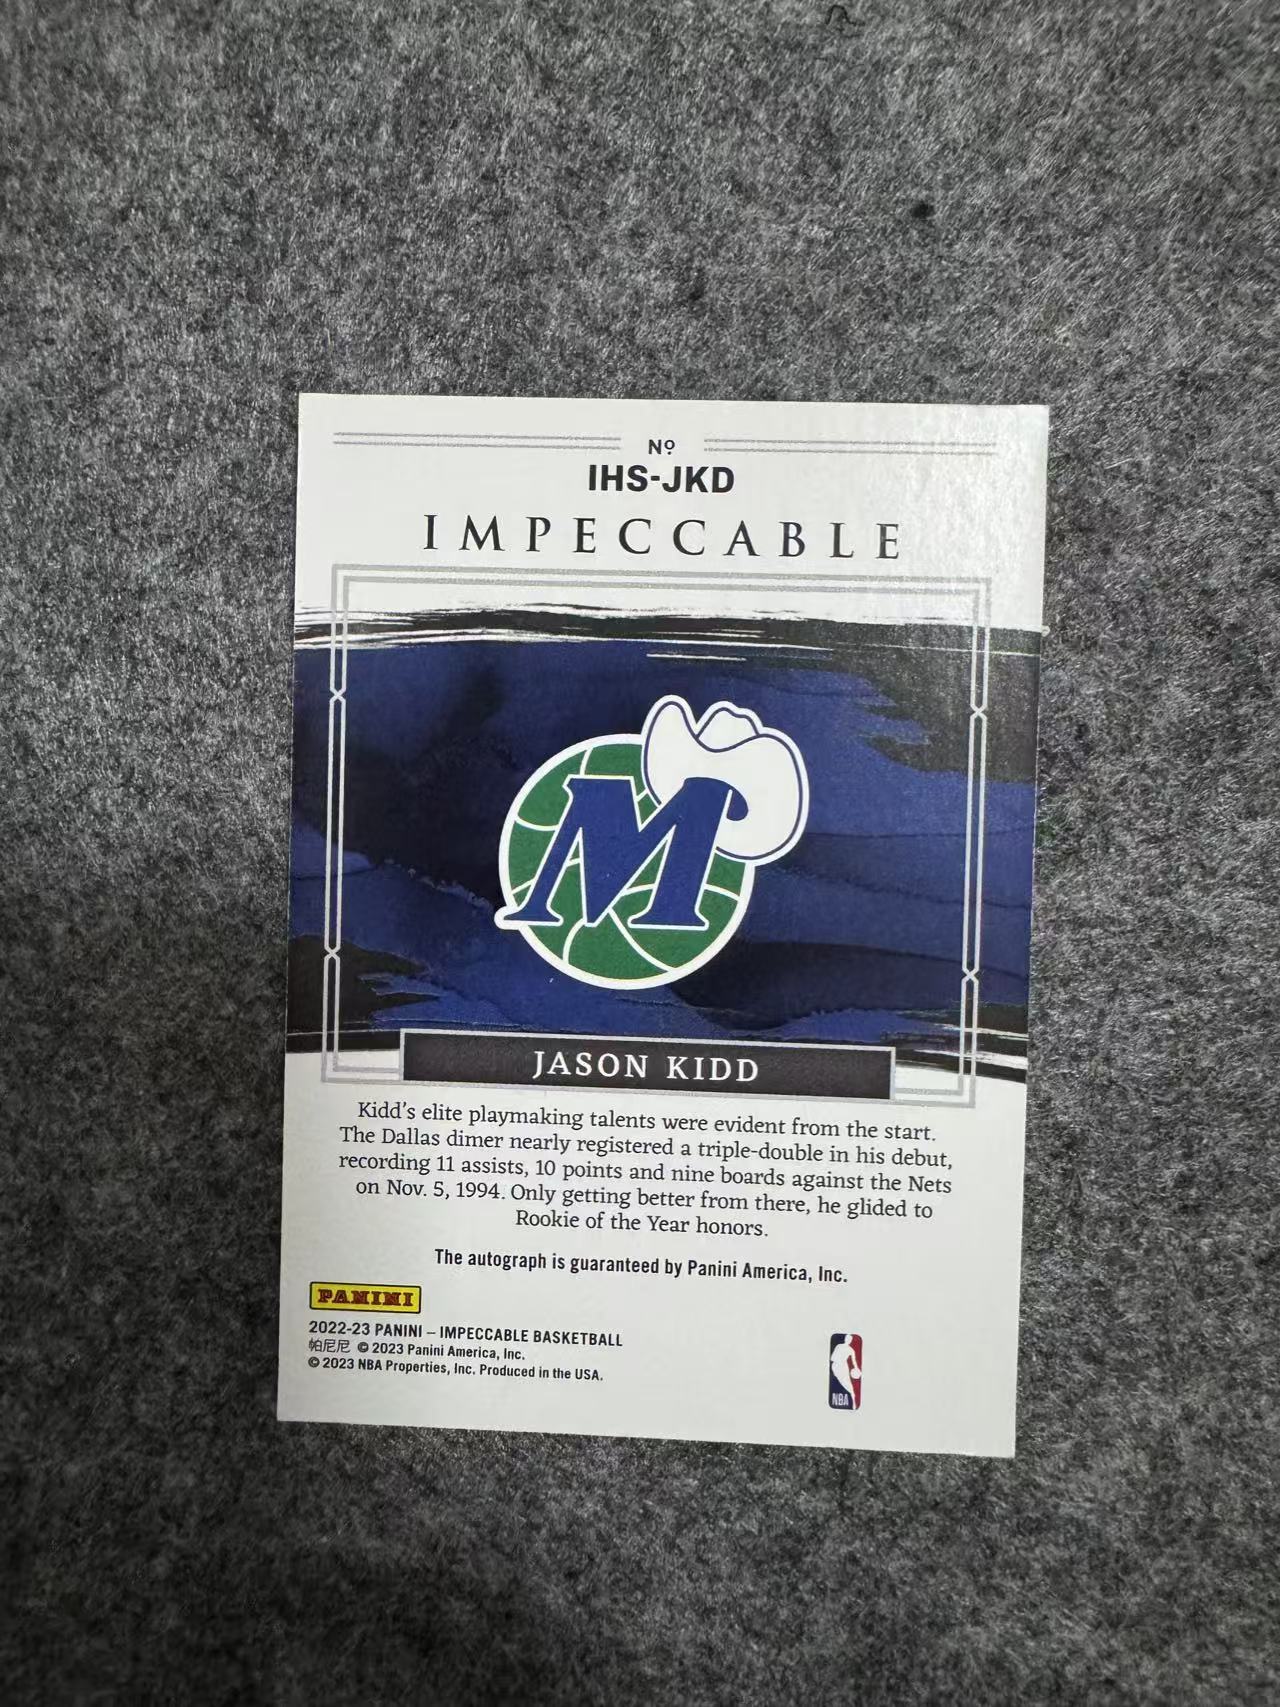 Nº
IHS-JKD
IMPECCABLE
M
JASON KIDD
Kidd's elite playmaking talents were evident from the start.
The Dallas dimer nearly registered a triple-double in his debut,
recording 11 assists, 10 points and nine boards against the Nets
on Nov. 5, 1994. Only getting better from there, he glided to
Rookie of the Year honors.
The autograph is guaranteed by Panini America, Inc.
PANINI
2022-23 PANINI – IMPECCABLE BASKETBALL
帕尼尼 © 2023 Panini America, Inc.
© 2023 NBA Properties, Inc. Produced in the USA.
NBA